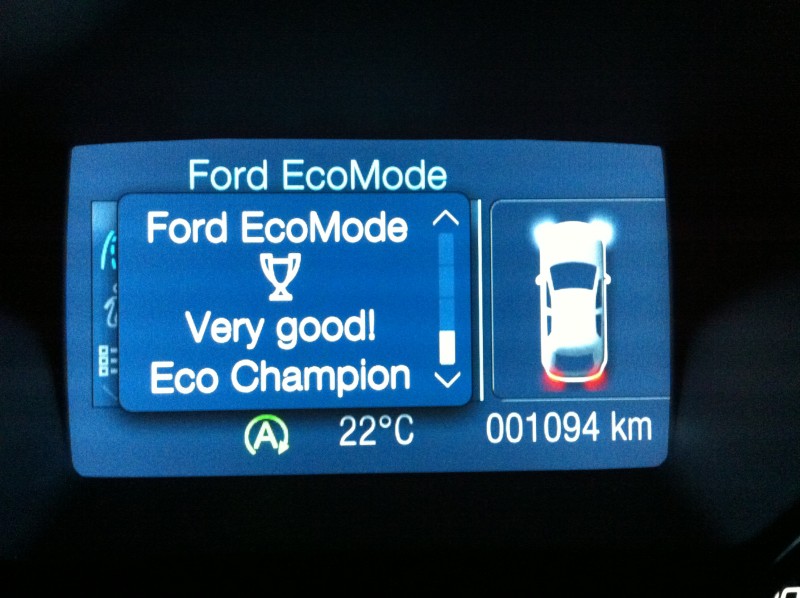 Ford EcoMode
Ford EcoMode
Very good!
Eco Champion
A 22°C 001094 km